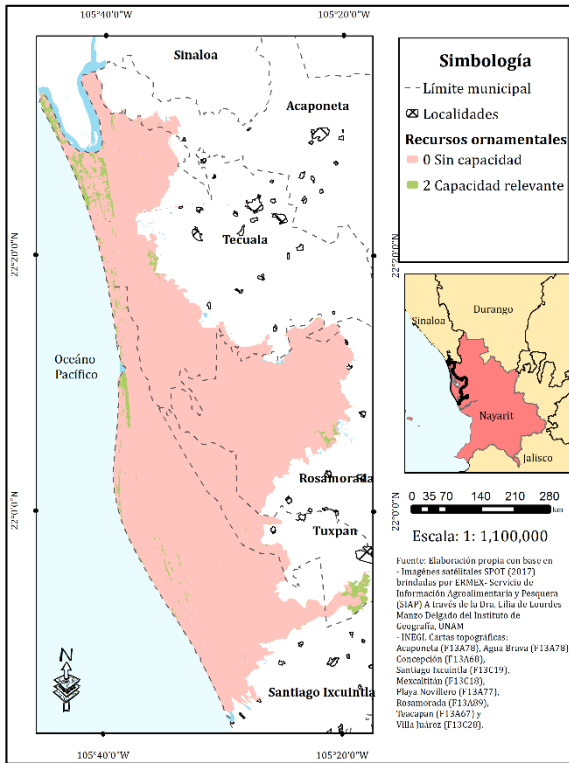 105°40'0"W
105°20'0"W
Sinaloa
Acaponeta
Tecuala
22°20'0"N
22°20'0"N
Oceáno
Pacífico
Rosamorada
22°0'0"N
22°0'0"N
Tuxpan
N
Santiago Ixcuintla
105°40'0"W
105°20'0"W
Simbología
Límite municipal
Localidades
Recursos ornamentales
0 Sin capacidad
2 Capacidad relevante
Durango
Sinaloa
Nayarit
Jalisco
0 35 70 140 210 280
km
Escala: 1: 1,100,000
Fuente: Elaboración propia con base en
- Imagénes satélitales SPOT (2017)
brindadas por ERMEX- Servicio de
Información Agroalimentaria y Pesquera
(SIAP) A través de la Dra. Lilia de Lourdes
Manzo Delgado del Instituto de
Geografía, UNAM
- INEGI. Cartas topográficas:
Acaponeta (F13A78), Agua Brava (F13A78)
Concepción (F13A68),
Santiago Ixcuintla (F13C19),
Mexcaltitán (F13C18),
Playa Novillero (F13A77),
Rosamorada (F13A89),
Teacapan (F13A67) y
Villa Juárez (F13C28).